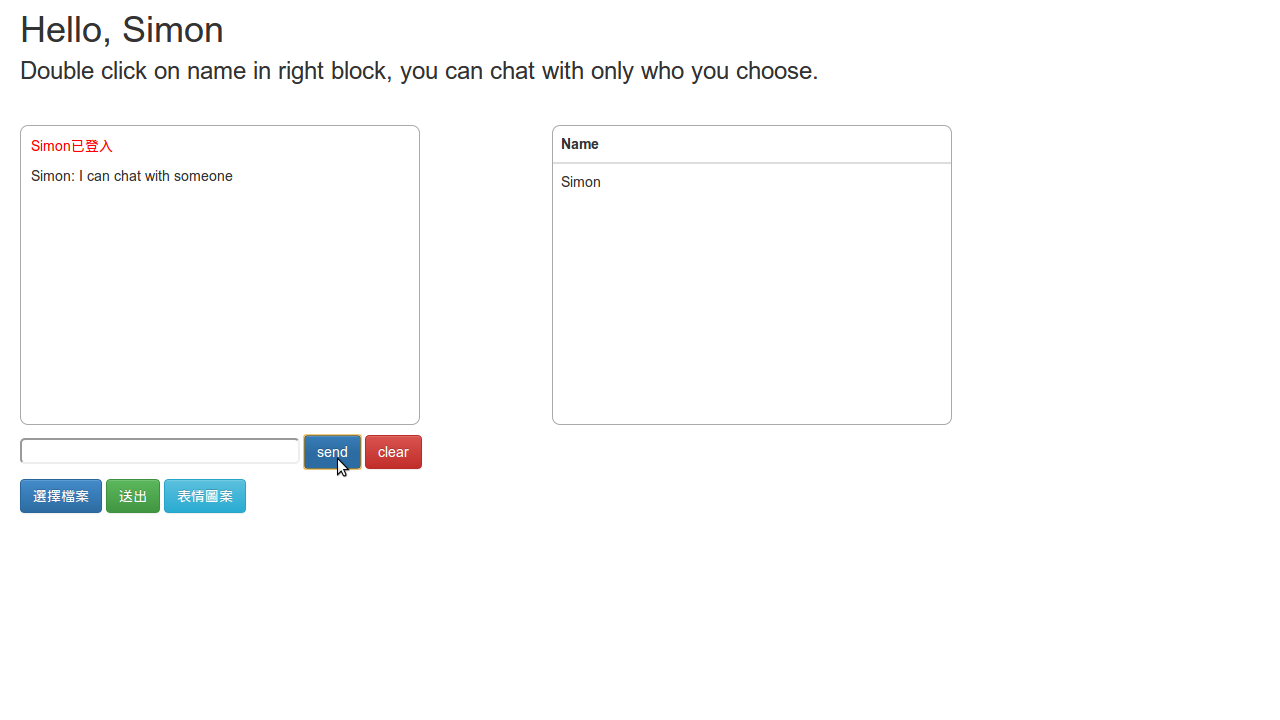 Hello, Simon
Double click on name in right block, you can chat with only who you choose.
Simon已登入
Simon: I can chat with someone
Name
Simon
send clear
選擇檔案 送出 表情圖案